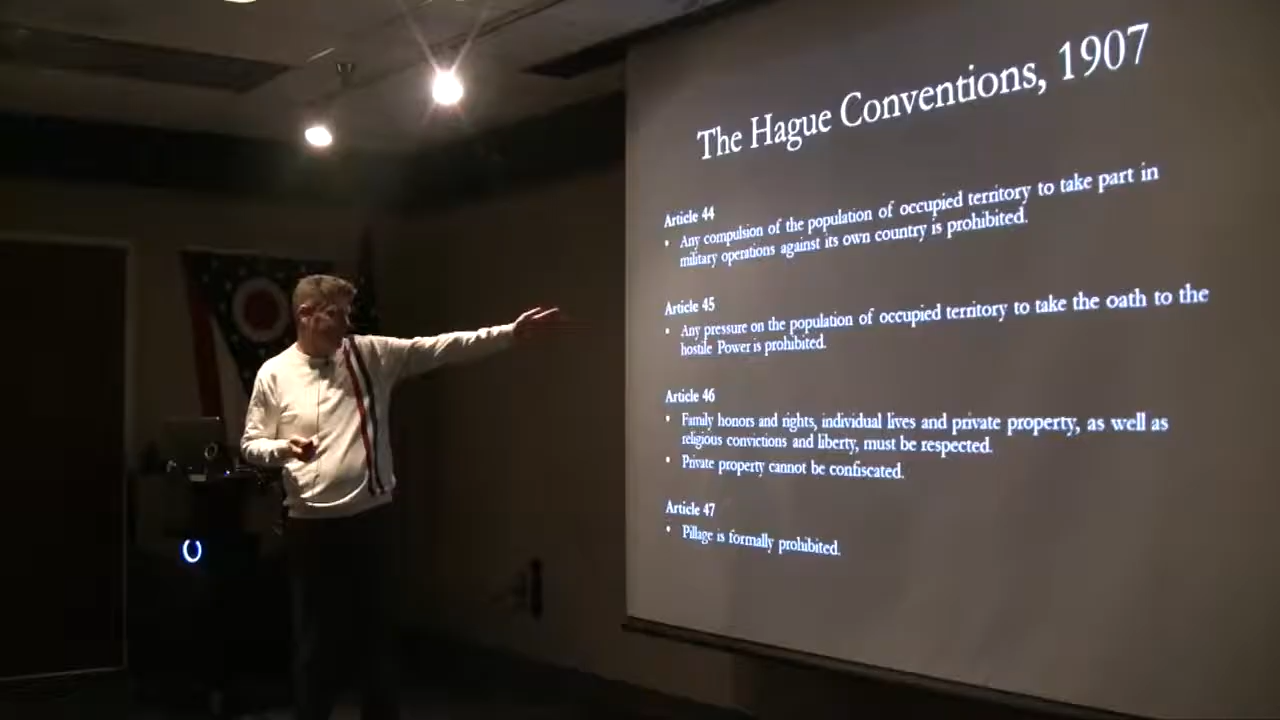 The Hague Conventions, 1907
Article 44
• Any compulsion of the population of occupied territory to take part in
military operations against its own country is prohibited.
Article 45
• Any pressure on the population of occupied territory to take the oath to the
hostile Power is prohibited.
Article 46
• Family honors and rights, individual lives and private property, as well as
religious convictions and liberty, must be respected.
• Private property cannot be confiscated.
Article 47
• Pillage is formally prohibited.